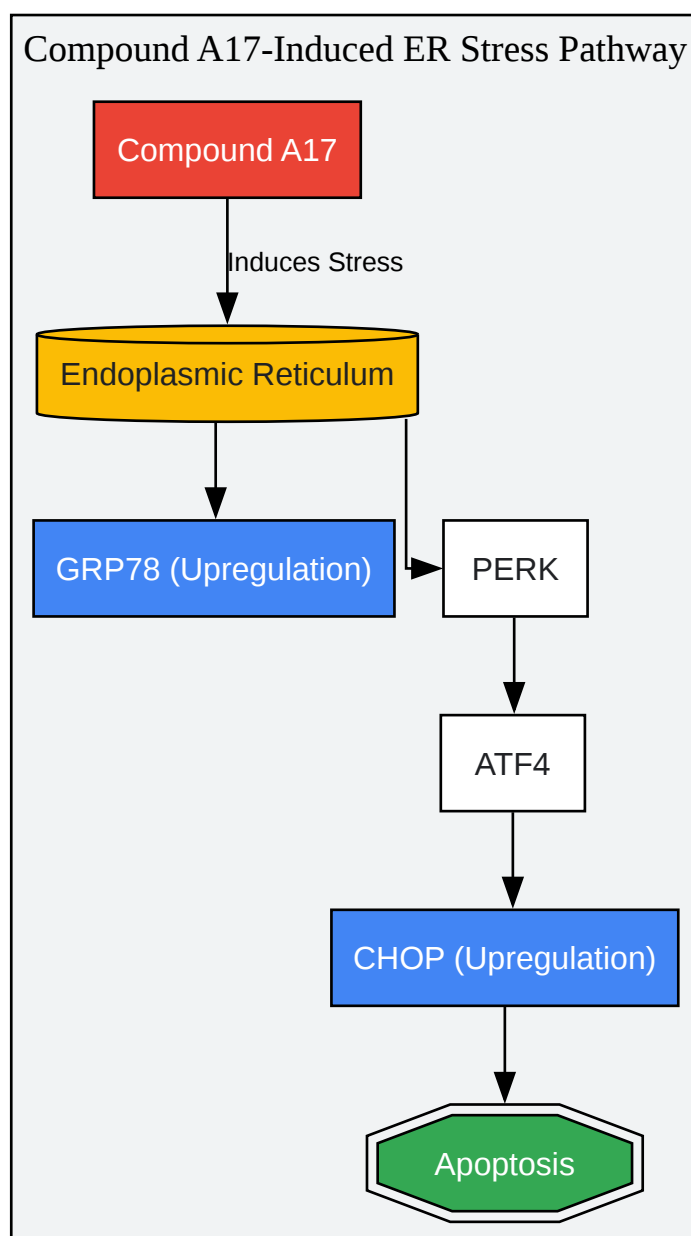 Compound A17-Induced ER Stress Pathway
Compound A17
Induces Stress
Endoplasmic Reticulum
GRP78 (Upregulation)
PERK
ATF4
CHOP (Upregulation)
Apoptosis